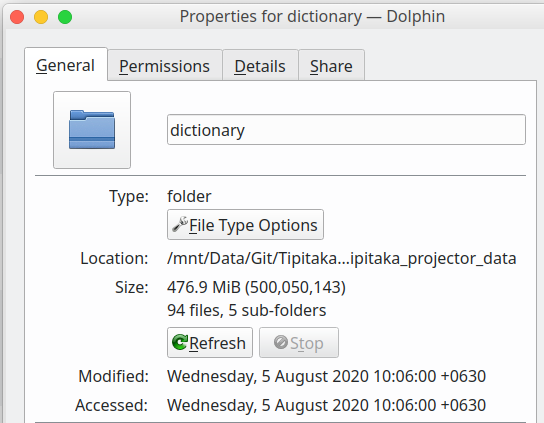 Properties for dictionary — Dolphin
General Permissions Details Share
dictionary
Type: folder
File Type Options
Location: /mnt/Data/Git/Tipitaka...ipitaka_projector_data
Size: 476.9 MiB (500,050,143)
94 files, 5 sub-folders
Refresh Stop
Modified: Wednesday, 5 August 2020 10:06:00 +0630
Accessed: Wednesday, 5 August 2020 10:06:00 +0630